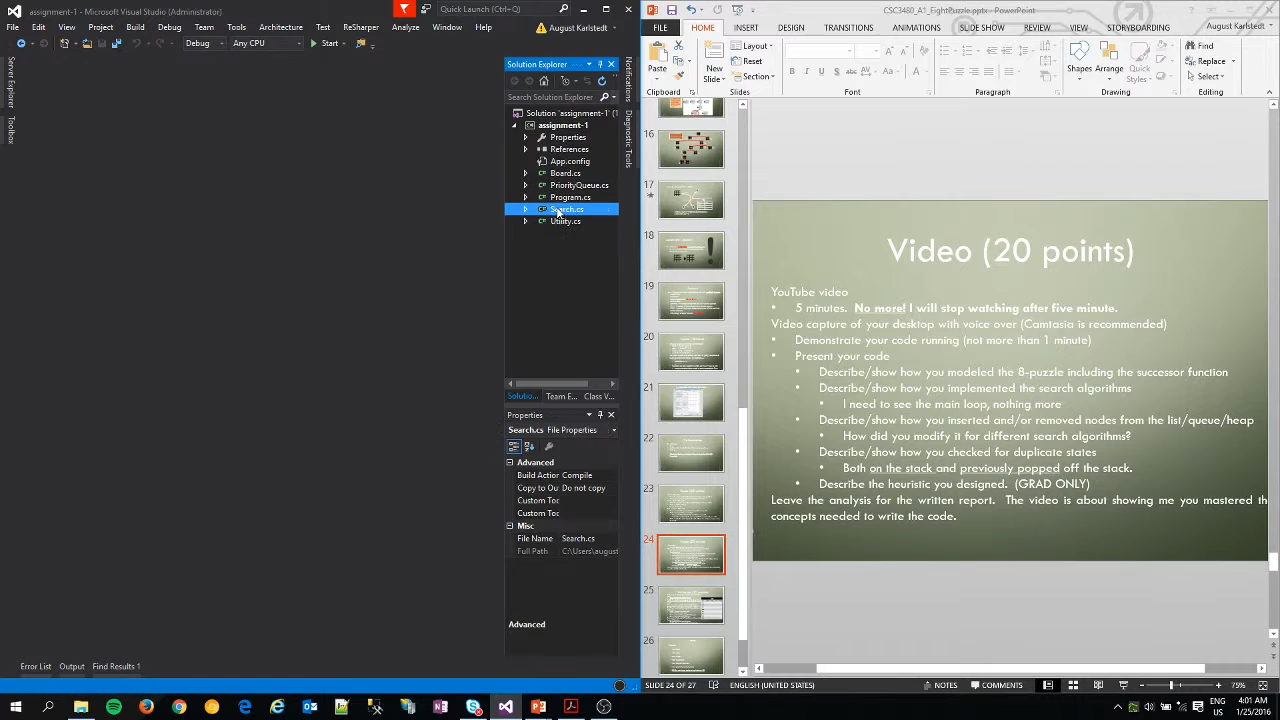 assignment-1 - Microsoft Visual Studio (Administrator)
Quick Launch (Ctrl+Q)
Debug Team Tools Test ReSharper Analyze Window Help
August Karlstedt
Any CPU
Start
Solution Explorer
Search Solution Explorer
Solution 'assignment-1' (1
assignment-1
Properties
References
App.config
Board.cs
PriorityQueue.cs
Program.cs
Search.cs
Utility.cs
Notifications
Diagnostic Tools
Solutio... Team E... Class V...
Properties
Search.cs File Properties
Advanced
Build Action Compile
Copy to Ou Do not copy
Custom Too
Custom Too
Misc
File Name Search.cs
Full Path C:\Users\august
Advanced
Error List Output Find Results 1
CSC3480_A1_EightPuzzle.pptx - PowerPoint
FILE HOME INSERT DESIGN TRANSITIONS ANIMATIONS SLIDE SHOW REVIEW VIEW STORYBOARDING
August Karlstedt
Paste
New
Slide
Layout
Reset
Section
Shapes Arrange Quick
Styles
Find
Replace
Select
Clipboard Slides Font Paragraph Drawing Editing
16
17
18
19
20
21
22
23
24
25
26
Video (20 points)
YouTube video
• 5 minutes. No more! I will stop watching after five minutes.
Video capture of your desktop with voice over (Camtasia is recommended)
• Demonstrate your code running (not more than 1 minute)
• Present your code
• Describe/show how you modeled the 8-puzzle including the successor function
• Describe/show how you implemented the search algorithms
• I need to see the main loop, nothing more
• Describe/show how you inserted and/or removed nodes from the list/queue/heap
• How did you modify it for different search algorithms?
• Describe/show how you checked for duplicate states
• Both on the stack and previously popped off the stack.
• Describe the heuristic you designed. (GRAD ONLY)
Leave the analysis for the written report. The video is about showing me you mastered th
concepts needed to write the code.
SLIDE 24 OF 27 ENGLISH (UNITED STATES) NOTES COMMENTS 75%
4:01 AM
1/25/2016